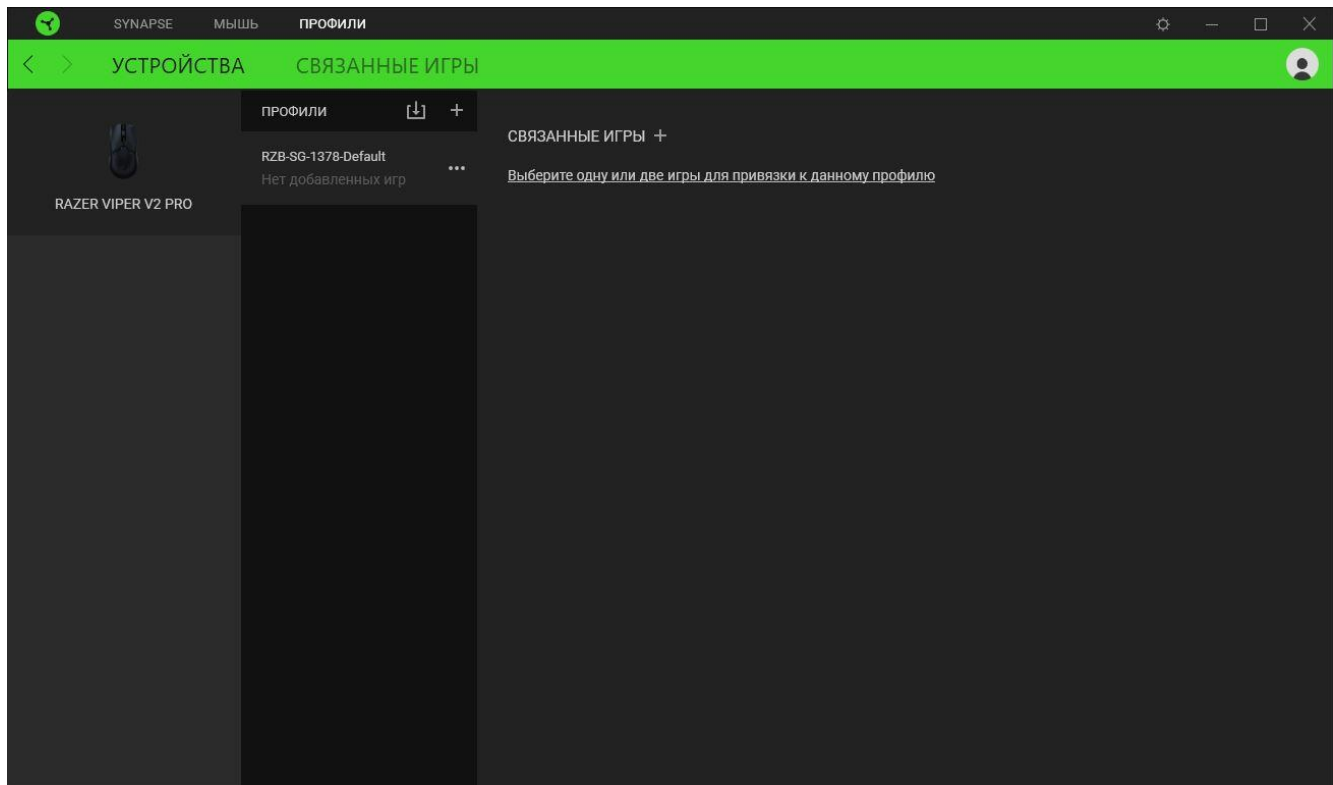 SYNAPSE МЫШЬ ПРОФИЛИ
УСТРОЙСТВА СВЯЗАННЫЕ ИГРЫ
ПРОФИЛИ
RZB-SG-1378-Default
Нет добавленных игр
RAZER VIPER V2 PRO
СВЯЗАННЫЕ ИГРЫ
Выберите одну или две игры для привязки к данному профилю